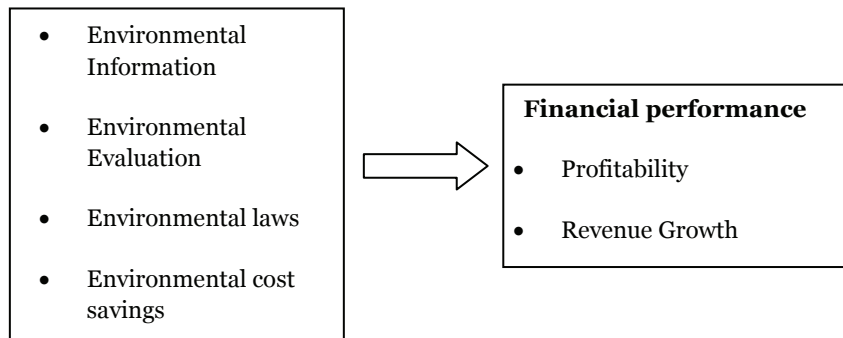 • Environmental
Information
• Environmental
Evaluation
• Environmental laws
• Environmental cost
savings
Financial performance
• Profitability
• Revenue Growth